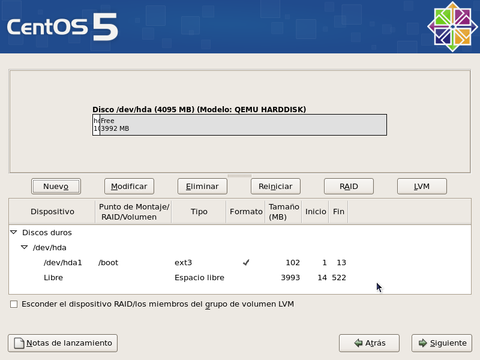 CentOS 5
Disco /dev/hda (4095 MB) (Modelo: QEMU HARDDISK)
Free
3992 MB
Nuevo Modificar Eliminar Reiniciar RAID LVM
Dispositivo Punto de Montaje/ RAID/Volumen Tipo Formato Tamaño (MB) Inicio Fin
Discos duros
/dev/hda
/dev/hda1 /boot ext3 ✓ 102 1 13
Libre Espacio libre 3993 14 522
Esconder el dispositivo RAID/los miembros del grupo de volumen LVM
Notas de lanzamiento Atrás Siguiente